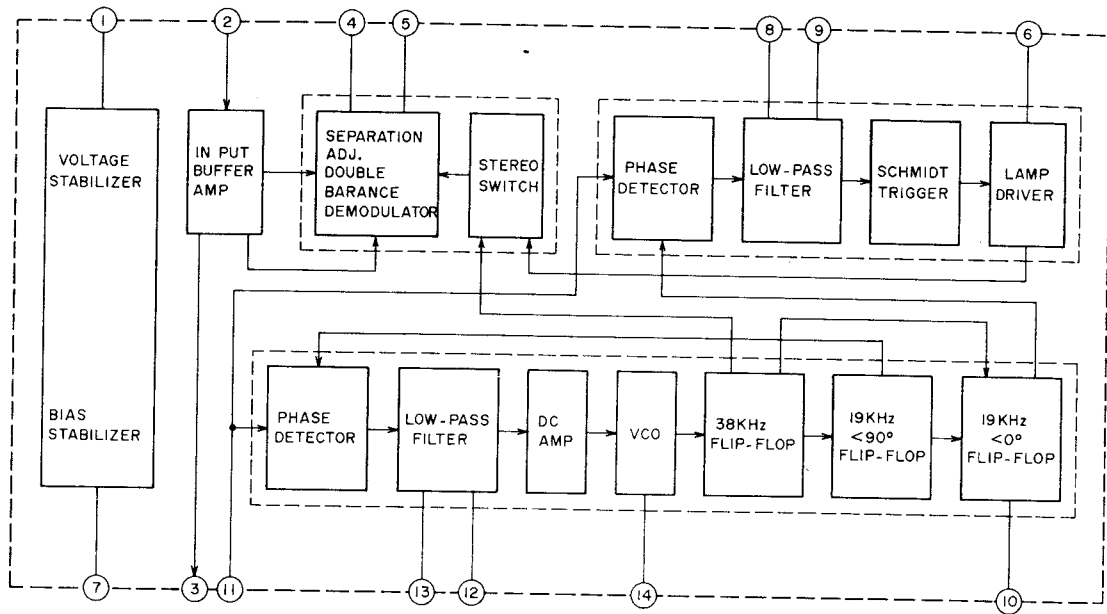 1
2
4
5
8
9
6
VOLTAGE
STABILIZER
BIAS
STABILIZER
IN PUT
BUFFER
AMP
SEPARATION
ADJ.
DOUBLE
BARANCE
DEMODULATOR
STEREO
SWITCH
PHASE
DETECTOR
LOW-PASS
FILTER
SCHMIDT
TRIGGER
LAMP
DRIVER
PHASE
DETECTOR
LOW-PASS
FILTER
DC
AMP
VCO
38KHz
FLIP-FLOP
19KHz
<90°
FLIP-FLOP
19KHz
<0°
FLIP-FLOP
7
3
11
13
12
14
10